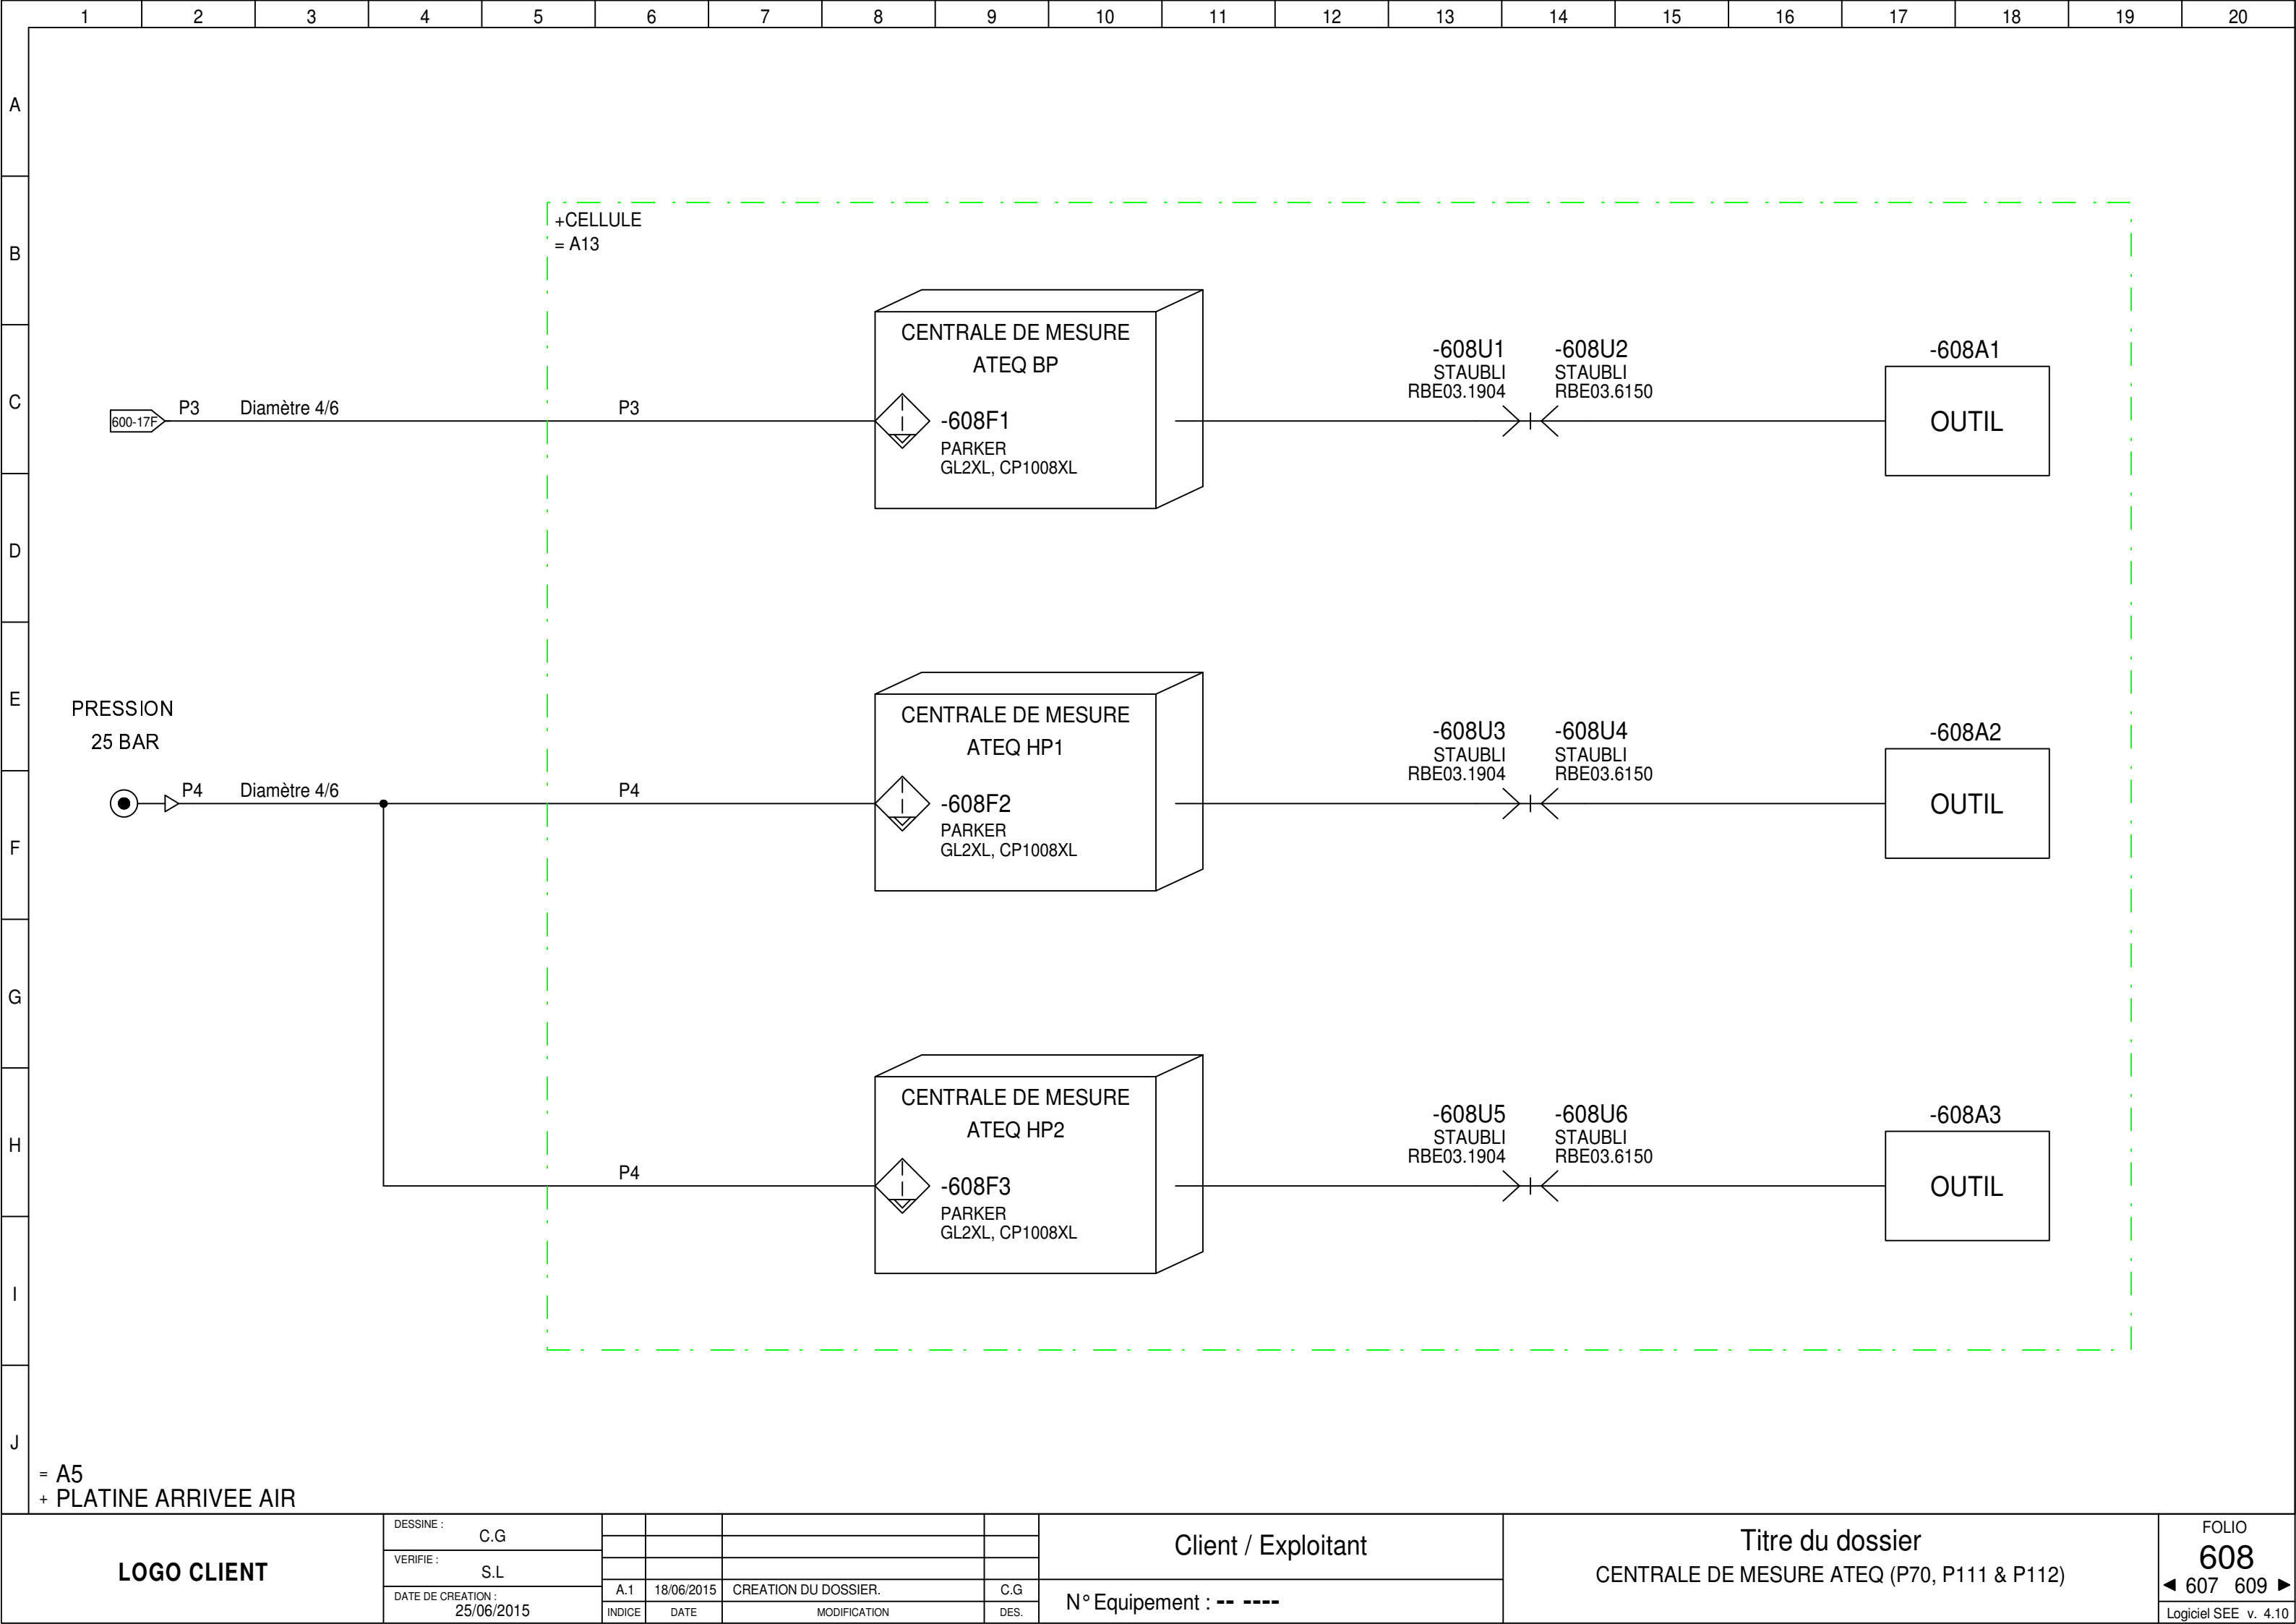 1 2 3 4 5 6 7 8 9 10 11 12 13 14 15 16 17 18 19 20
A
B
C
D
E
F
G
H
I
J
+CELLULE
= A13
CENTRALE DE MESURE
ATEQ BP
600-17F
P3
Diamètre 4/6
P3
-608F1
PARKER
GL2XL, CP1008XL
-608U1
STAUBLI
RBE03.1904
-608U2
STAUBLI
RBE03.6150
-608A1
OUTIL
PRESSION
25 BAR
P4
Diamètre 4/6
P4
CENTRALE DE MESURE
ATEQ HP1
-608F2
PARKER
GL2XL, CP1008XL
-608U3
STAUBLI
RBE03.1904
-608U4
STAUBLI
RBE03.6150
-608A2
OUTIL
P4
CENTRALE DE MESURE
ATEQ HP2
-608F3
PARKER
GL2XL, CP1008XL
-608U5
STAUBLI
RBE03.1904
-608U6
STAUBLI
RBE03.6150
-608A3
OUTIL
= A5
+ PLATINE ARRIVEE AIR
LOGO CLIENT
DESSINE :
C.G
VERIFIE :
S.L
DATE DE CREATION :
25/06/2015
A.1 18/06/2015 CREATION DU DOSSIER. C.G
INDICE DATE MODIFICATION DES.
Client / Exploitant
N° Equipement : -- ----
Titre du dossier
CENTRALE DE MESURE ATEQ (P70, P111 & P112)
FOLIO
608
◄ 607 609 ►
Logiciel SEE v. 4.10